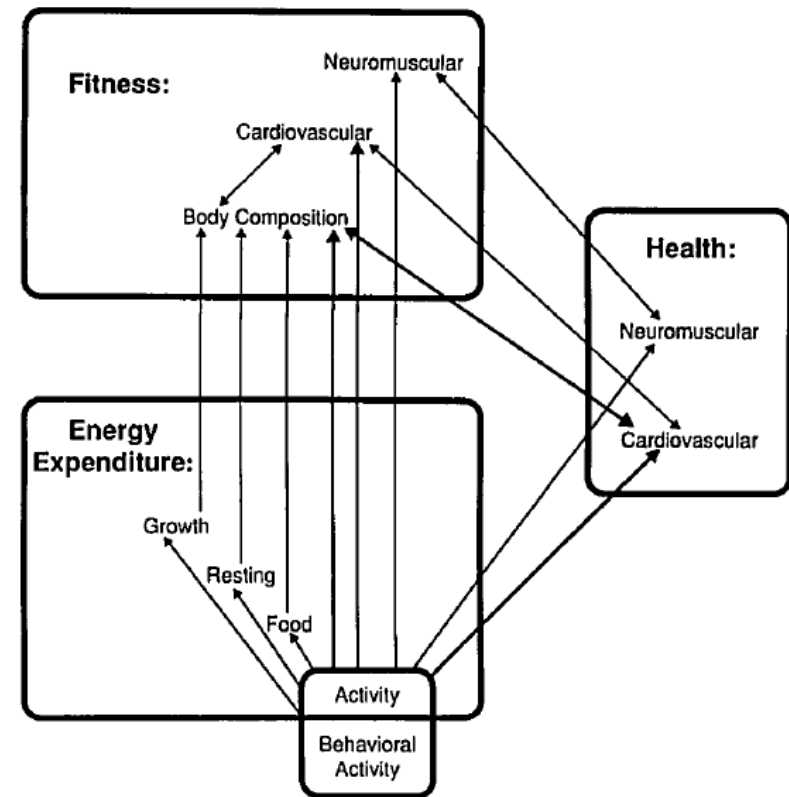 Fitness:
Neuromuscular
Cardiovascular
Body Composition
Health:
Neuromuscular
Cardiovascular
Energy
Expenditure:
Growth
Resting
Food
Activity
Behavioral
Activity